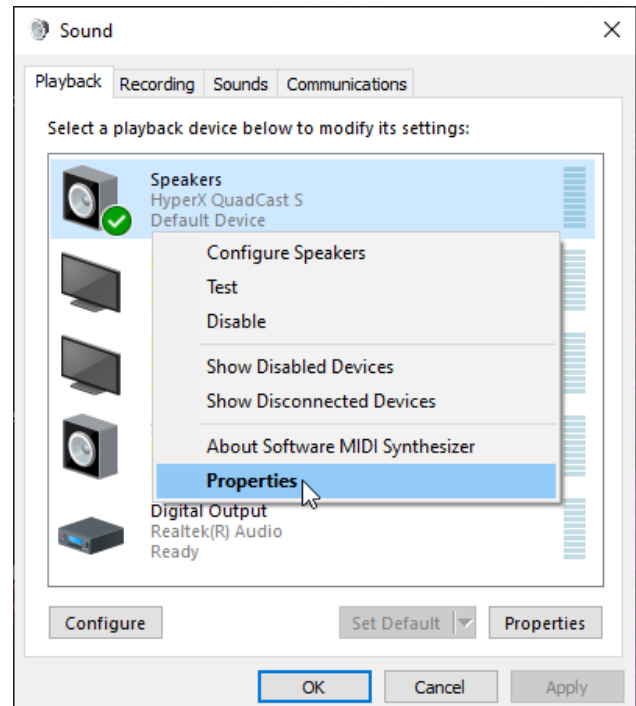 Sound
Playback Recording Sounds Communications
Select a playback device below to modify its settings:
Speakers
HyperX QuadCast S
Default Device
Configure Speakers
Test
Disable
Show Disabled Devices
Show Disconnected Devices
About Software MIDI Synthesizer
Properties
Digital Output
Realtek(R) Audio
Ready
Configure Set Default Properties
OK Cancel Apply